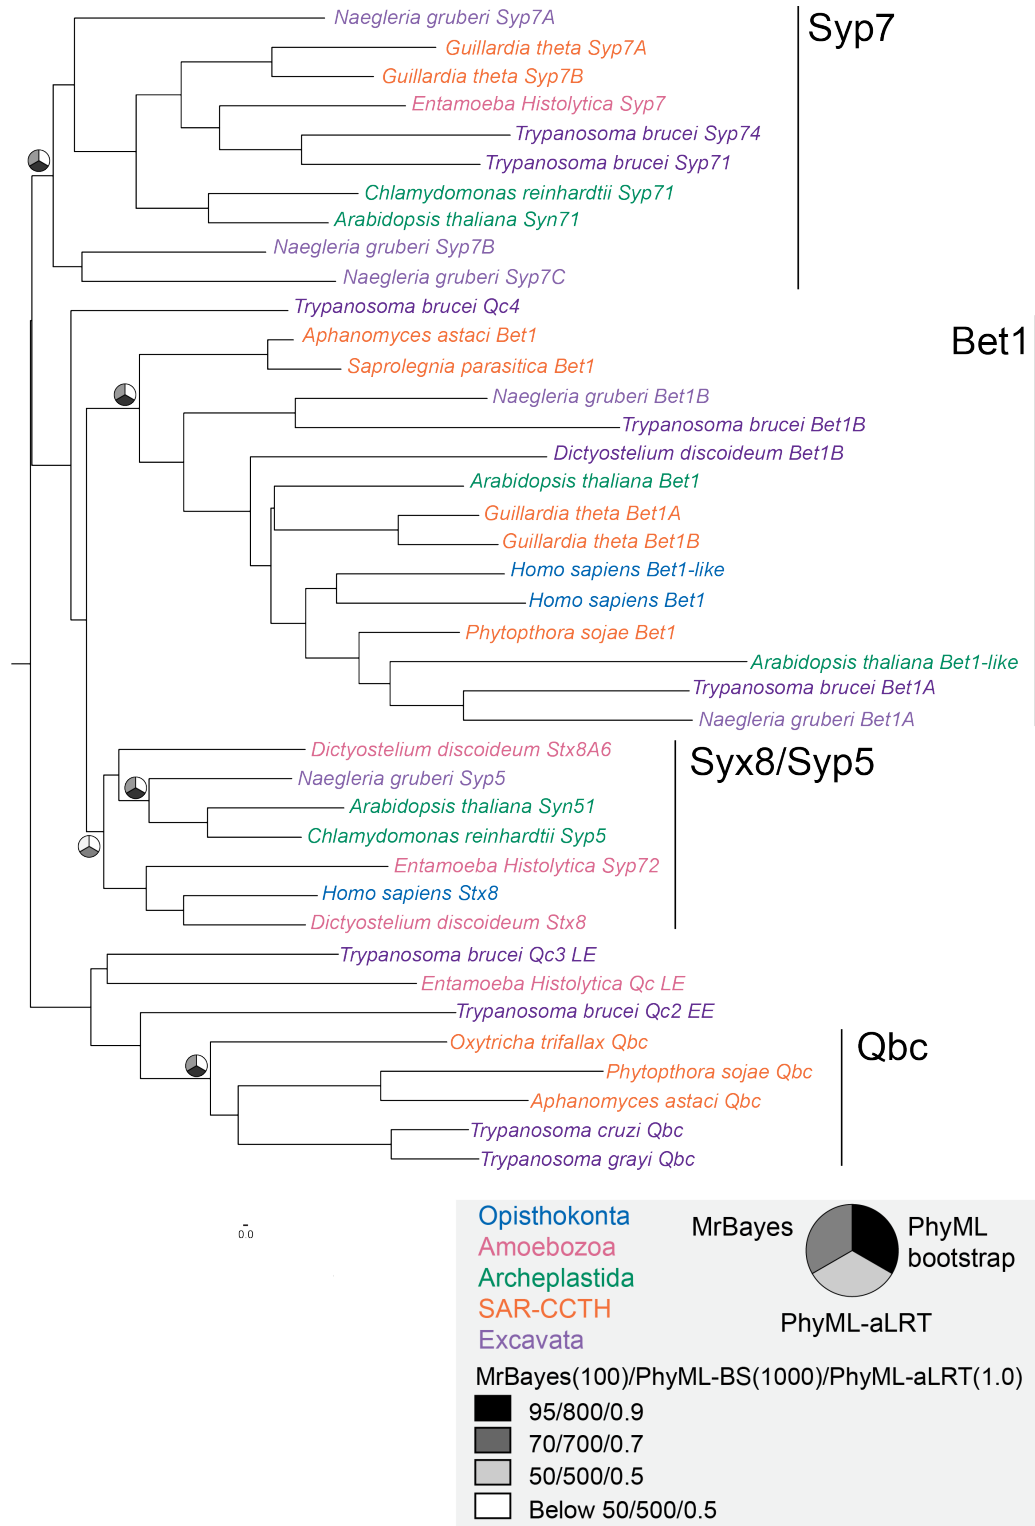 Naegleria gruberi Syp7A
Syp7
Guillardia theta Syp7A
Guillardia theta Syp7B
Entamoeba Histolytica Syp7
Trypanosoma brucei Syp74
Trypanosoma brucei Syp71
Chlamydomonas reinhardtii Syp71
Arabidopsis thaliana Syn71
Naegleria gruberi Syp7B
Naegleria gruberi Syp7C
Trypanosoma brucei Qc4
Aphanomyces astaci Bet1
Bet1
Saprolegnia parasitica Bet1
Naegleria gruberi Bet1B
Trypanosoma brucei Bet1B
Dictyostelium discoideum Bet1B
Arabidopsis thaliana Bet1
Guillardia theta Bet1A
Guillardia theta Bet1B
Homo sapiens Bet1-like
Homo sapiens Bet1
Phytopthora sojae Bet1
Arabidopsis thaliana Bet1-like
Trypanosoma brucei Bet1A
Naegleria gruberi Bet1A
Dictyostelium discoideum Stx8A6
Syx8/Syp5
Naegleria gruberi Syp5
Arabidopsis thaliana Syn51
Chlamydomonas reinhardtii Syp5
Entamoeba Histolytica Syp72
Homo sapiens Stx8
Dictyostelium discoideum Stx8
Trypanosoma brucei Qc3 LE
Entamoeba Histolytica Qc LE
Trypanosoma brucei Qc2 EE
Oxytricha trifallax Qbc
Qbc
Phytopthora sojae Qbc
Aphanomyces astaci Qbc
Trypanosoma cruzi Qbc
Trypanosoma grayi Qbc
0.0
Opisthokonta
Amoebozoa
Archeplastida
SAR-CCTH
Excavata
MrBayes
PhyML
bootstrap
PhyML-aLRT
MrBayes(100)/PhyML-BS(1000)/PhyML-aLRT(1.0)
95/800/0.9
70/700/0.7
50/500/0.5
Below 50/500/0.5